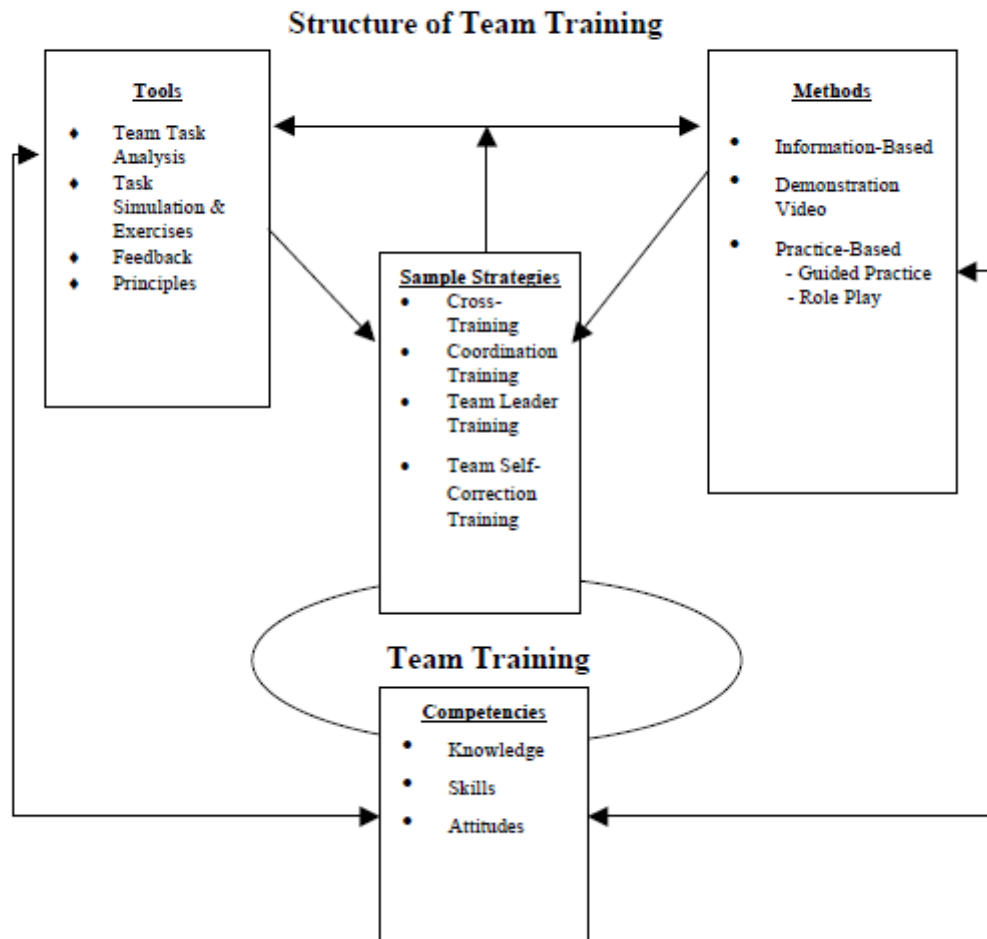 Structure of Team Training
Tools
♦ Team Task
Analysis
♦ Task
Simulation &
Exercises
♦ Feedback
♦ Principles
Methods
• Information-Based
• Demonstration
Video
• Practice-Based
- Guided Practice
- Role Play
Sample Strategies
• Cross-
Training
• Coordination
Training
• Team Leader
Training
• Team Self-
Correction
Training
Team Training
Competencies
• Knowledge
• Skills
• Attitudes